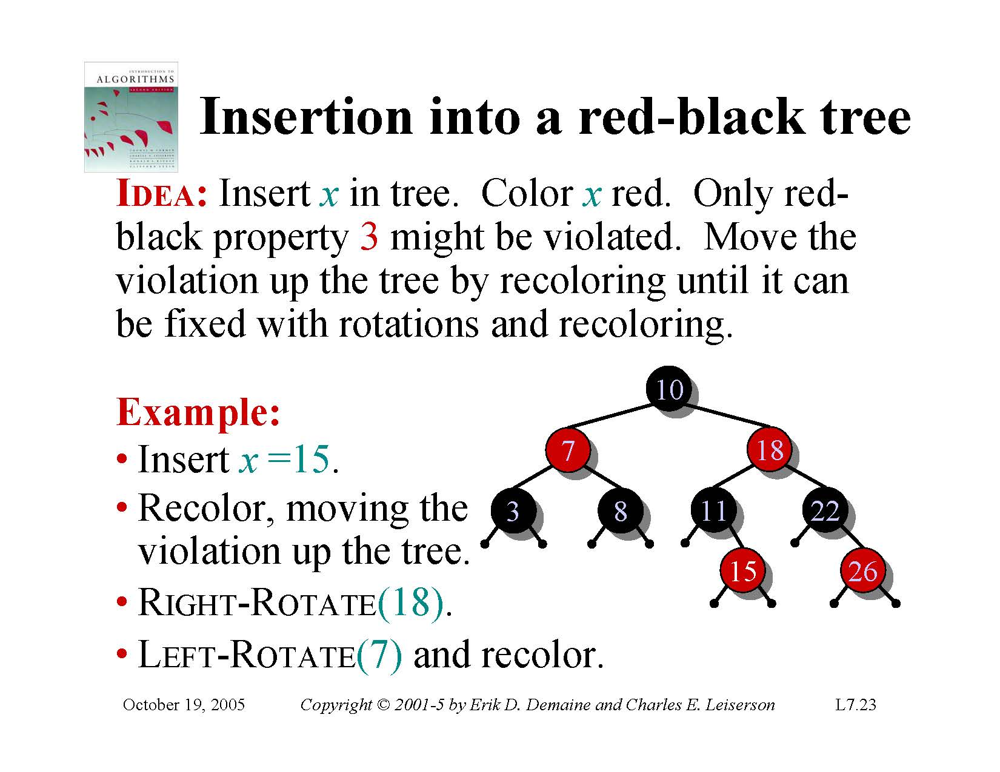 INTRODUCTION TO
ALGORITHMS
SECOND EDITION
THOMAS H. CORMEN
CHARLES E. LEISERSON
RONALD L. RIVEST
CLIFFORD STEIN
Insertion into a red-black tree
IDEA: Insert x in tree. Color x red. Only red-
black property 3 might be violated. Move the
violation up the tree by recoloring until it can
be fixed with rotations and recoloring.
Example:
• Insert x =15.
• Recolor, moving the
violation up the tree.
• RIGHT-ROTATE(18).
• LEFT-ROTATE(7) and recolor.
10
7 18
3 8 11 22
15 26
October 19, 2005 Copyright © 2001-5 by Erik D. Demaine and Charles E. Leiserson L7.23